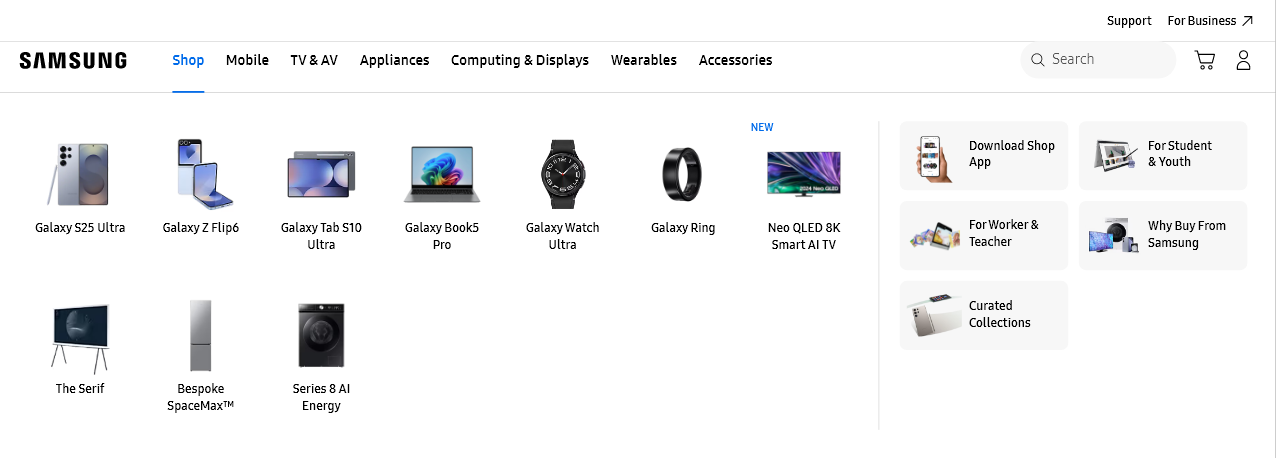 Support For Business
SAMSUNG Shop Mobile TV & AV Appliances Computing & Displays Wearables Accessories Search
NEW
Galaxy S25 Ultra
Galaxy Z Flip6
Galaxy Tab S10
Ultra
Galaxy Book5
Pro
Galaxy Watch
Ultra
Galaxy Ring
2024 Neo QLED
Neo QLED 8K
Smart AI TV
The Serif
Bespoke
SpaceMax™
Series 8 AI
Energy
Download Shop
App
For Student
& Youth
For Worker &
Teacher
Why Buy From
Samsung
Curated
Collections